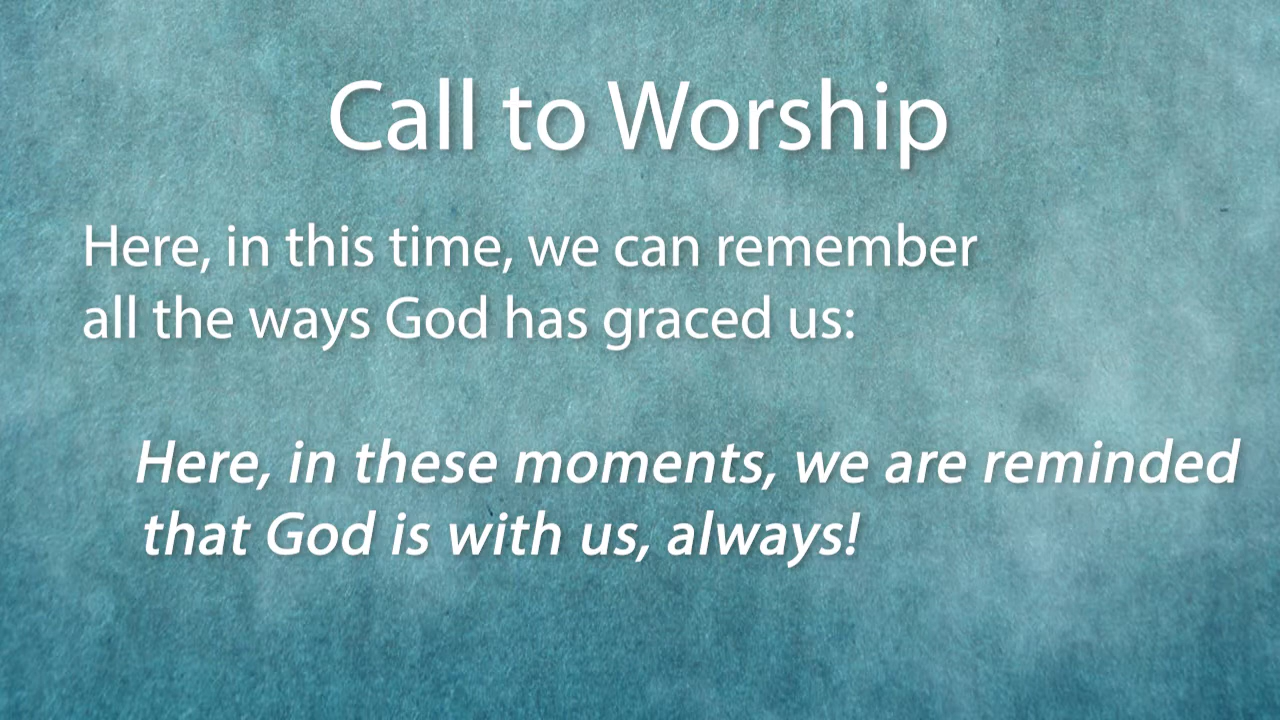 Call to Worship
Here, in this time, we can remember
all the ways God has graced us:
Here, in these moments, we are reminded
that God is with us, always!